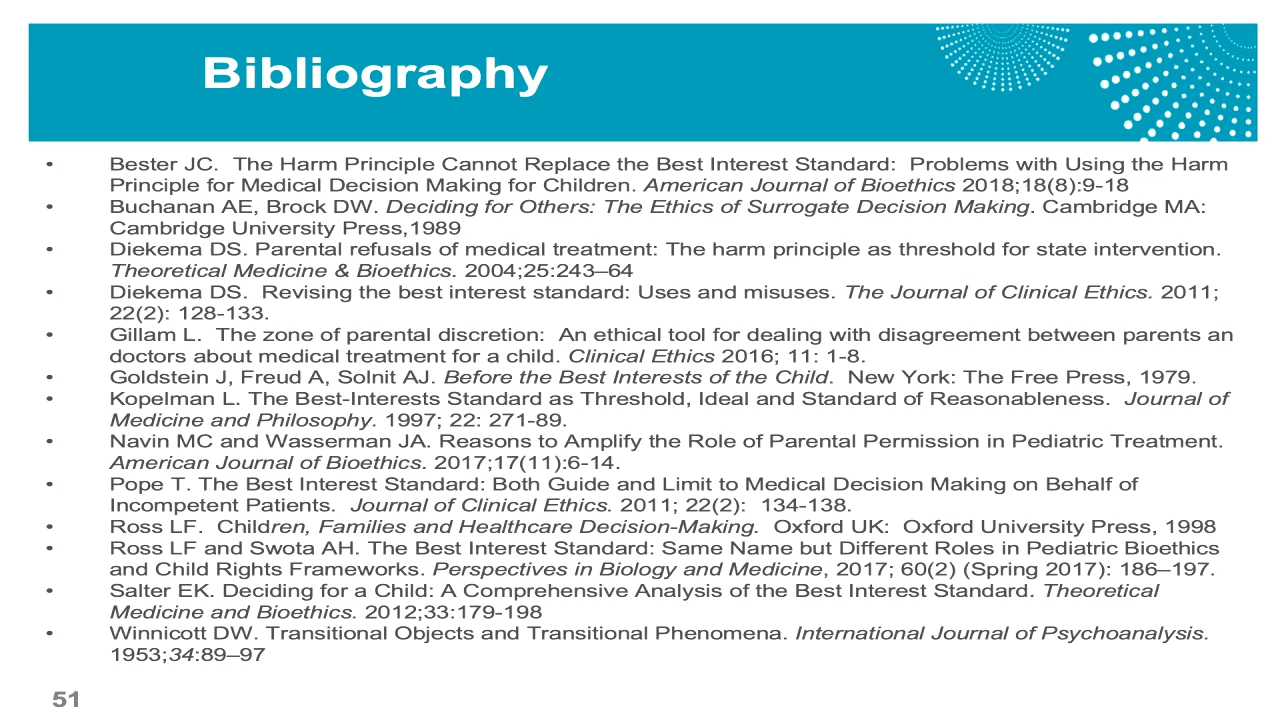 Bibliography
• Bester JC.  The Harm Principle Cannot Replace the Best Interest Standard:  Problems with Using the Harm
Principle for Medical Decision Making for Children. American Journal of Bioethics 2018;18(8):9-18
• Buchanan AE, Brock DW. Deciding for Others: The Ethics of Surrogate Decision Making. Cambridge MA:
Cambridge University Press,1989
• Diekema DS. Parental refusals of medical treatment: The harm principle as threshold for state intervention.
Theoretical Medicine & Bioethics. 2004;25:243–64
• Diekema DS.  Revising the best interest standard: Uses and misuses. The Journal of Clinical Ethics. 2011;
22(2): 128-133.
• Gillam L.  The zone of parental discretion:  An ethical tool for dealing with disagreement between parents an
doctors about medical treatment for a child. Clinical Ethics 2016; 11: 1-8.
• Goldstein J, Freud A, Solnit AJ. Before the Best Interests of the Child.  New York: The Free Press, 1979.
• Kopelman L. The Best-Interests Standard as Threshold, Ideal and Standard of Reasonableness.  Journal of
Medicine and Philosophy. 1997; 22: 271-89.
• Navin MC and Wasserman JA. Reasons to Amplify the Role of Parental Permission in Pediatric Treatment.
American Journal of Bioethics. 2017;17(11):6-14.
• Pope T. The Best Interest Standard: Both Guide and Limit to Medical Decision Making on Behalf of
Incompetent Patients.  Journal of Clinical Ethics. 2011; 22(2):  134-138.
• Ross LF.  Children, Families and Healthcare Decision-Making.  Oxford UK:  Oxford University Press, 1998
• Ross LF and Swota AH. The Best Interest Standard: Same Name but Different Roles in Pediatric Bioethics
and Child Rights Frameworks. Perspectives in Biology and Medicine, 2017; 60(2) (Spring 2017): 186–197.
• Salter EK. Deciding for a Child: A Comprehensive Analysis of the Best Interest Standard. Theoretical
Medicine and Bioethics. 2012;33:179-198
• Winnicott DW. Transitional Objects and Transitional Phenomena. International Journal of Psychoanalysis.
1953;34:89–97
51